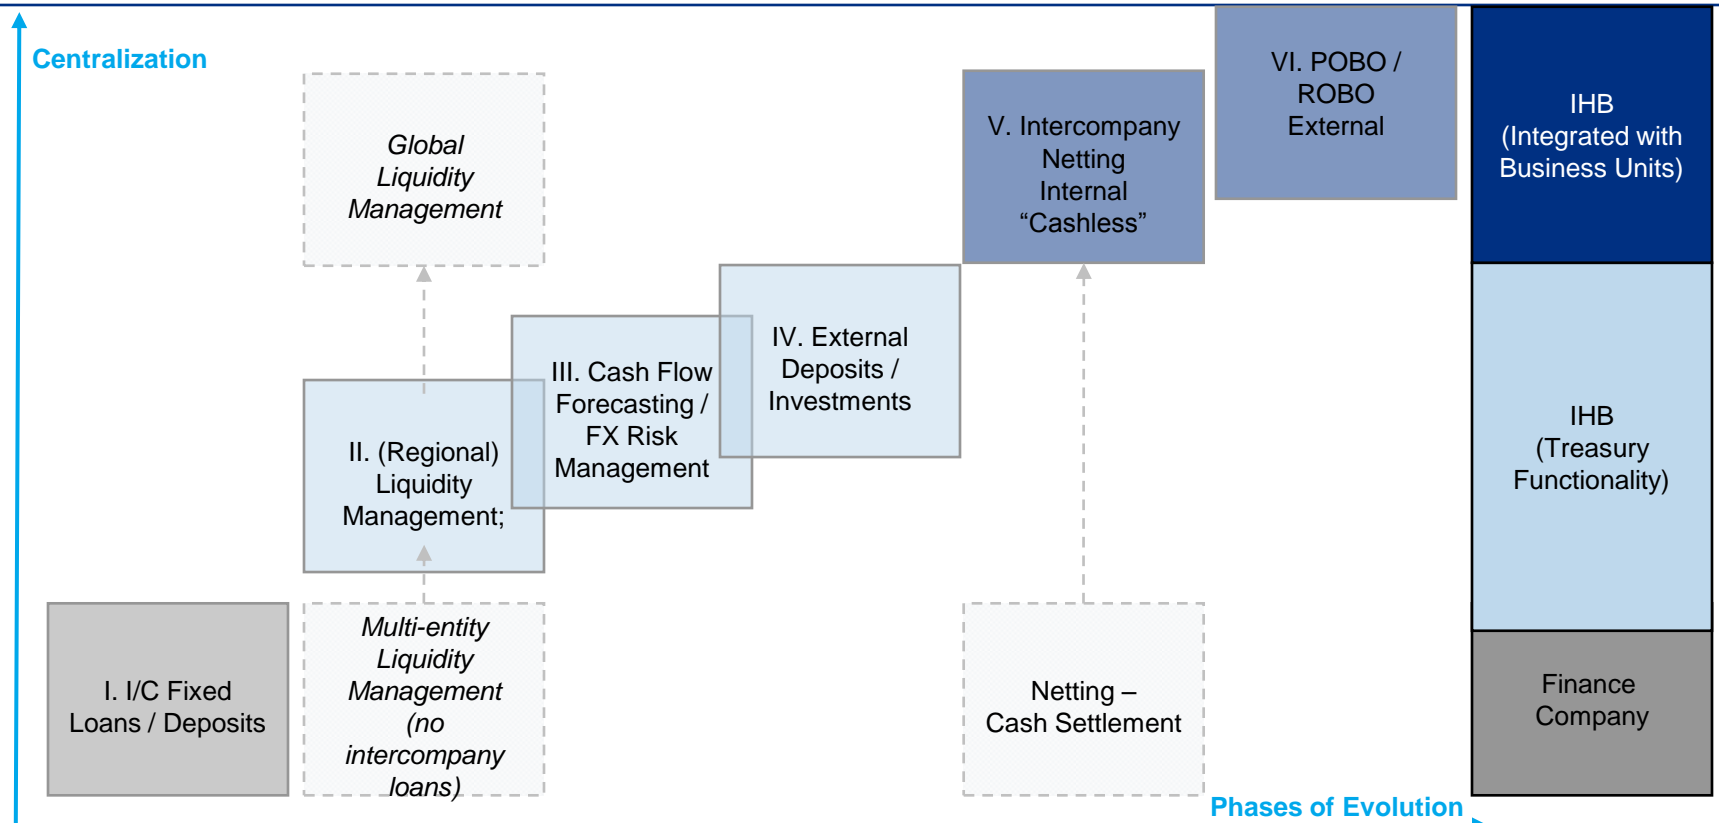 Centralization
Global
Liquidity
Management
V. Intercompany
Netting
Internal
“Cashless”
VI. POBO /
ROBO
External
IHB
(Integrated with
Business Units)
II. (Regional)
Liquidity
Management;
III. Cash Flow
Forecasting /
FX Risk
Management
IV. External
Deposits /
Investments
IHB
(Treasury
Functionality)
I. I/C Fixed
Loans / Deposits
Multi-entity
Liquidity
Management
(no
intercompany
loans)
Netting –
Cash Settlement
Finance
Company
Phases of Evolution